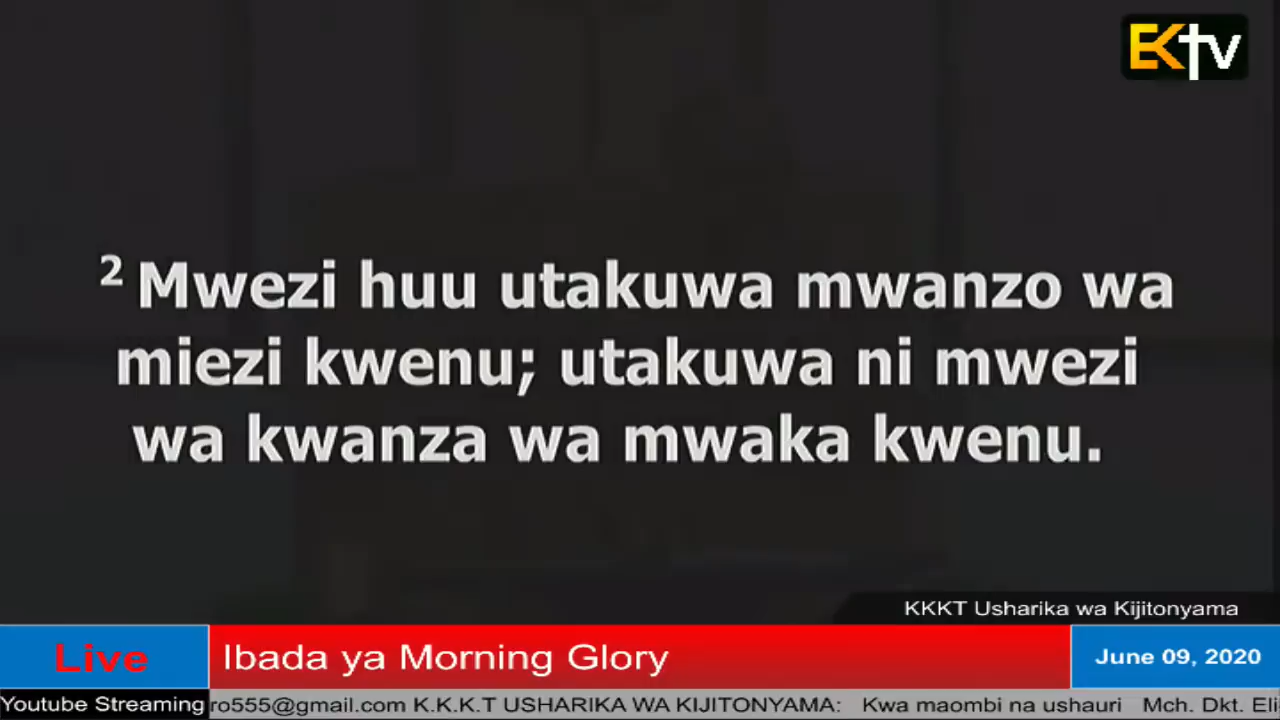 EKtv
² Mwezi huu utakuwa mwanzo wa
miezi kwenu; utakuwa ni mwezi
wa kwanza wa mwaka kwenu.
KKKT Usharika wa Kijitonyama
Live
Ibada ya Morning Glory
June 09, 2020
Youtube Streaming
ro555@gmail.com K.K.K.T USHARIKA WA KIJITONYAMA: Kwa maombi na ushauri Mch. Dkt. Eli